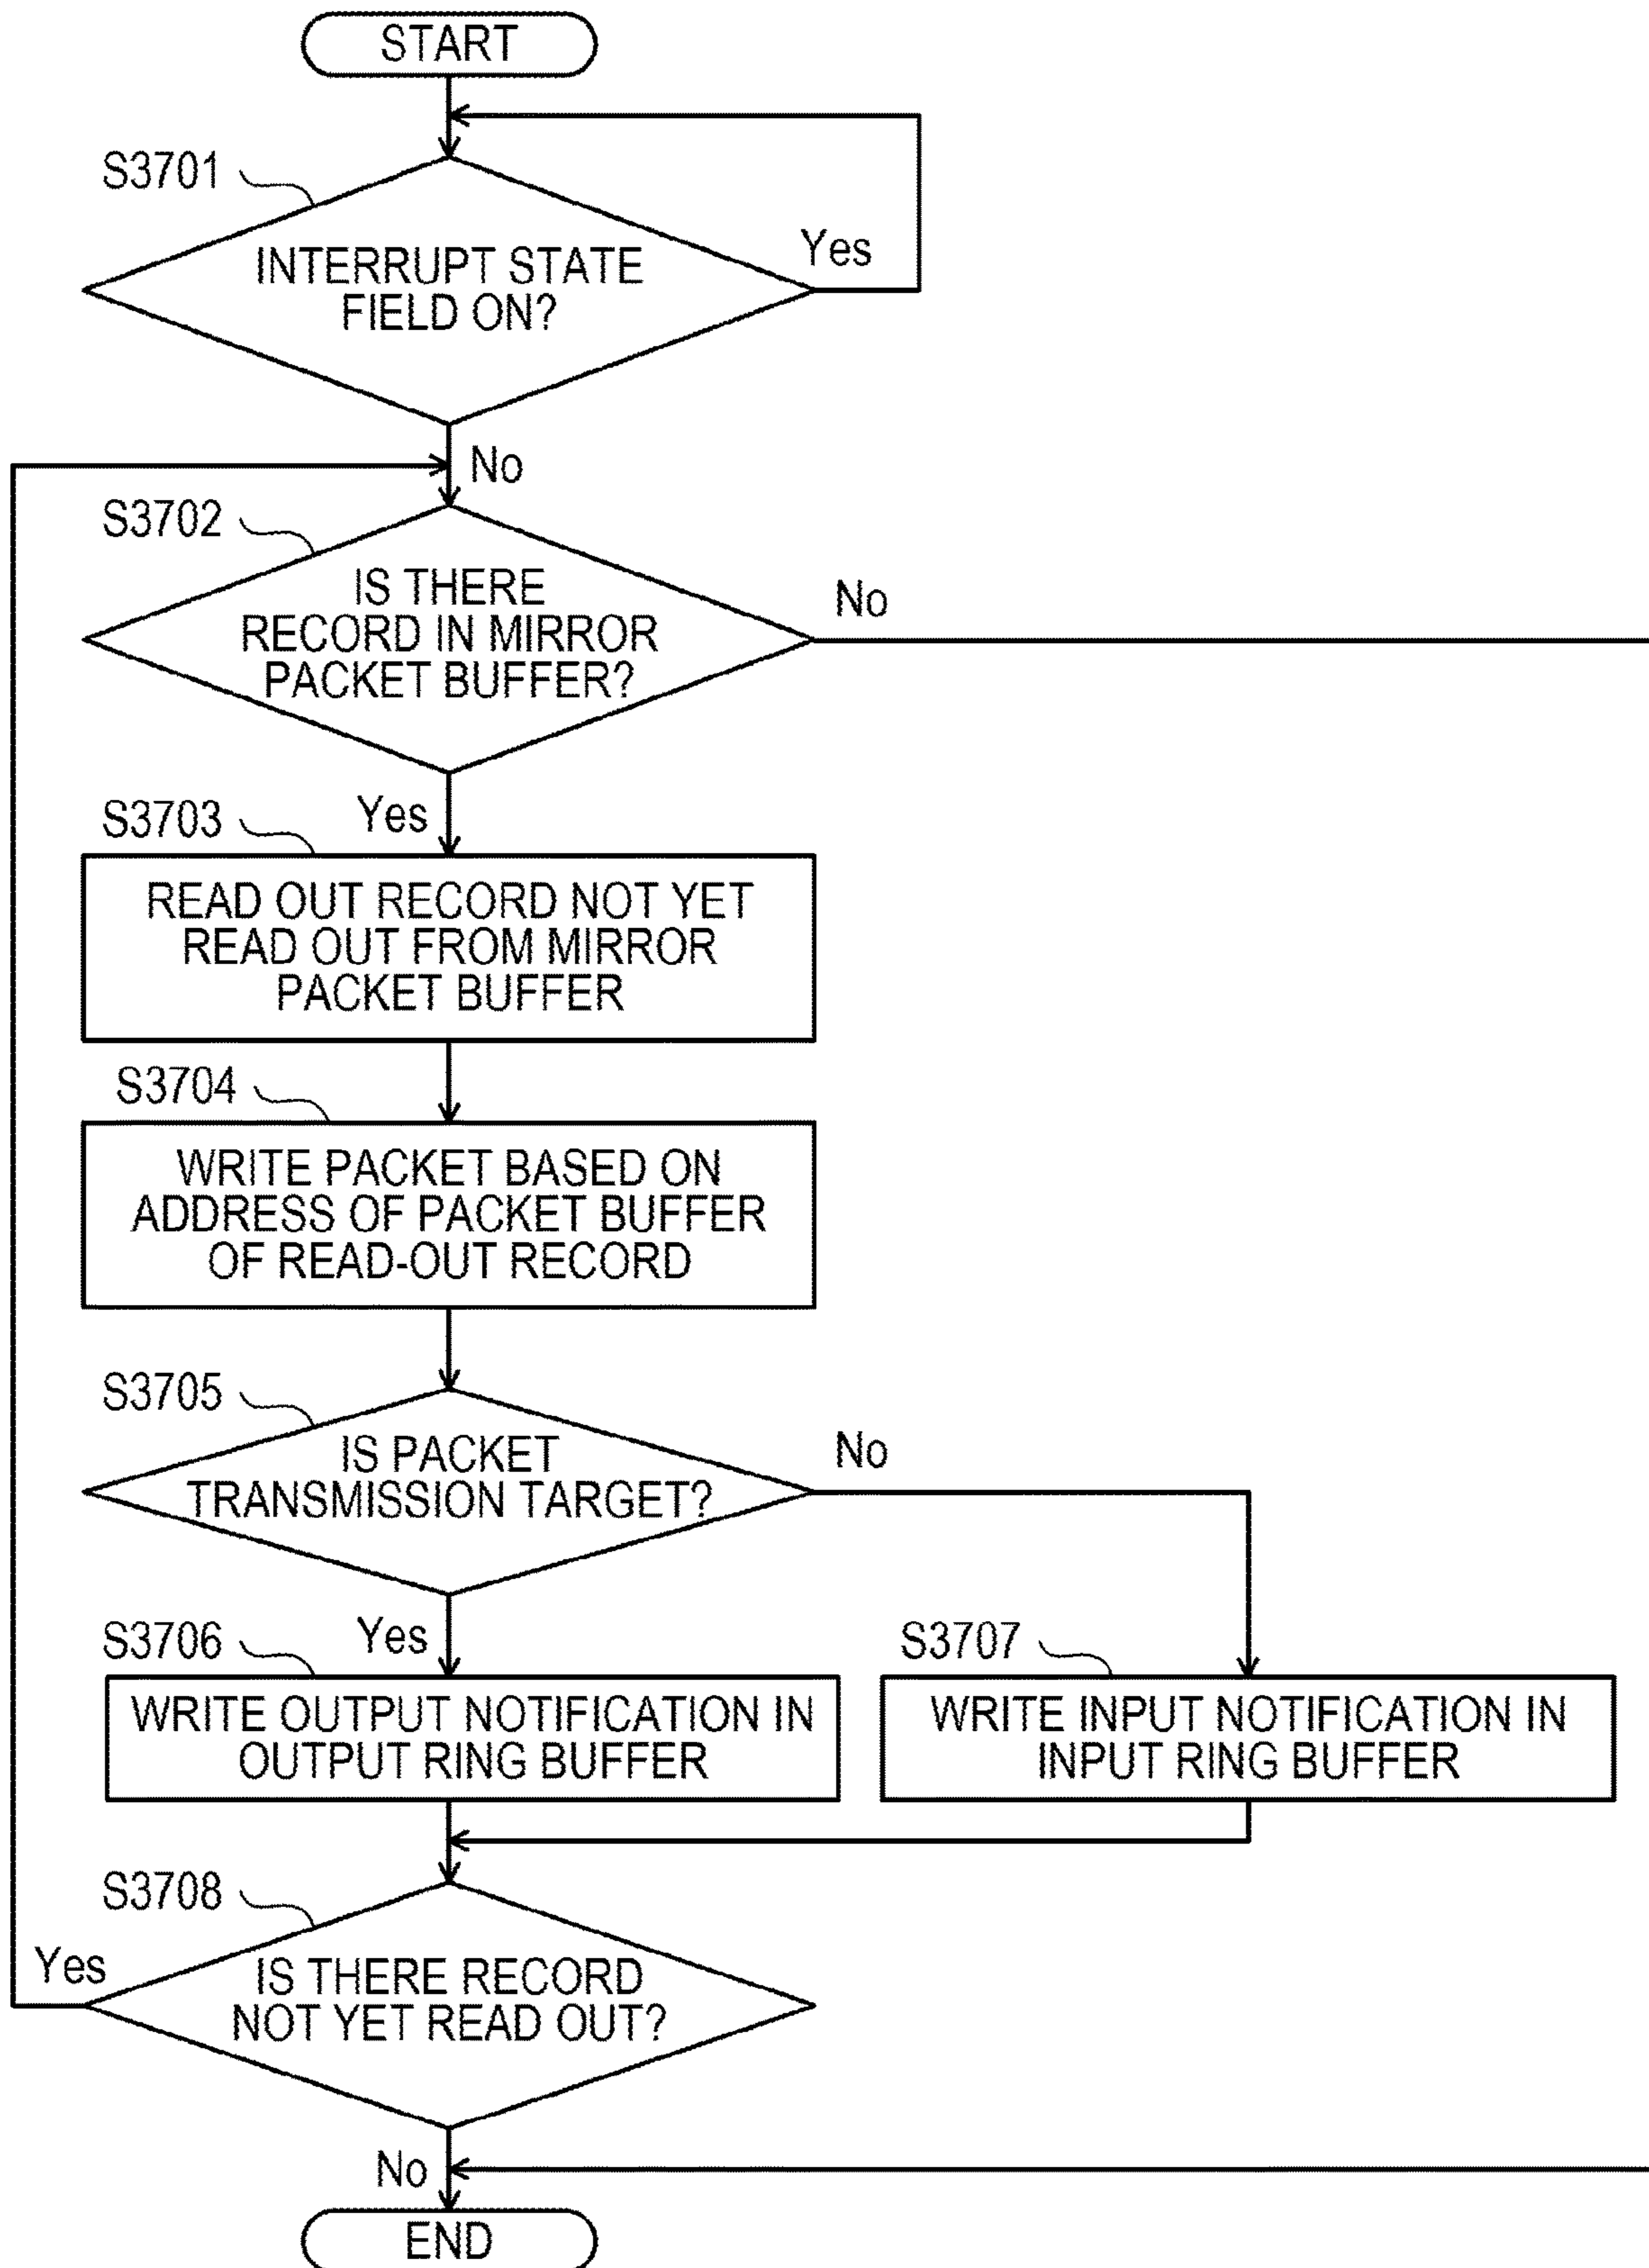 START
S3701
INTERRUPT STATE
FIELD ON?
Yes
No
S3702
IS THERE
RECORD IN MIRROR
PACKET BUFFER?
No
Yes
S3703
READ OUT RECORD NOT YET
READ OUT FROM MIRROR
PACKET BUFFER
S3704
WRITE PACKET BASED ON
ADDRESS OF PACKET BUFFER
OF READ-OUT RECORD
S3705
IS PACKET
TRANSMISSION TARGET?
No
Yes
S3706
WRITE OUTPUT NOTIFICATION IN
OUTPUT RING BUFFER
S3707
WRITE INPUT NOTIFICATION IN
INPUT RING BUFFER
S3708
IS THERE RECORD
NOT YET READ OUT?
Yes
No
END